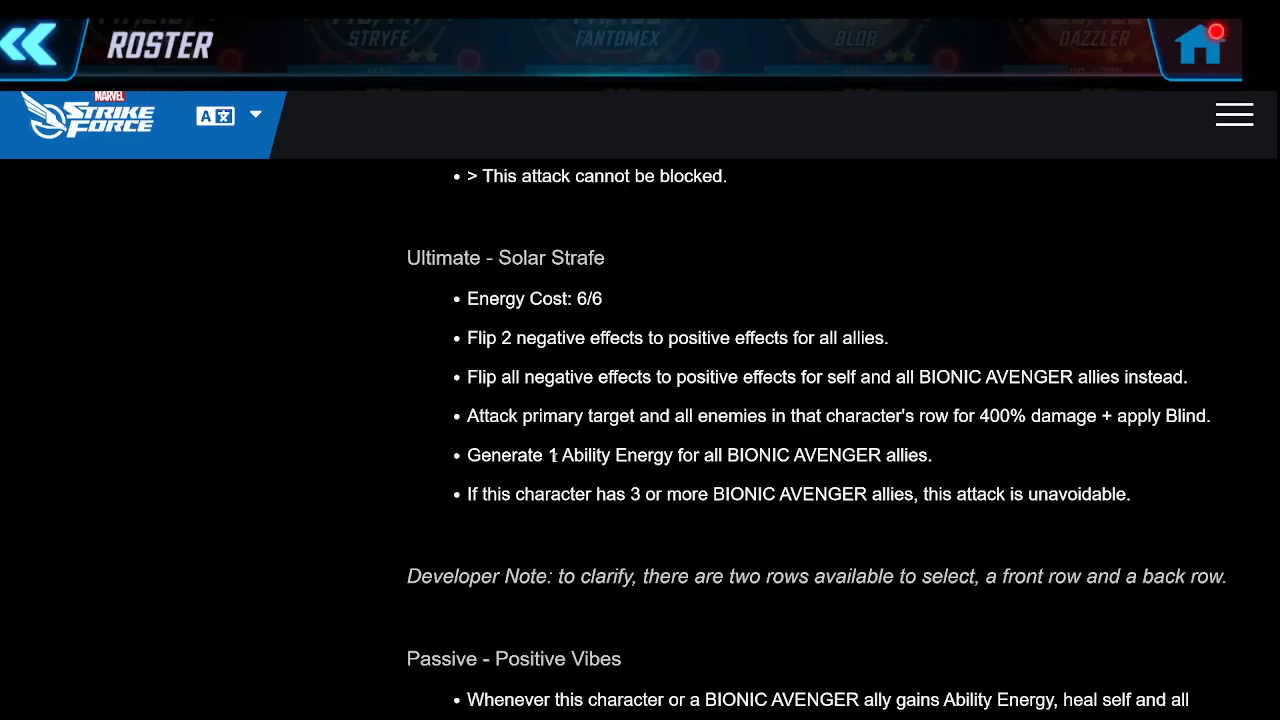 ROSTER
STRYFE
FANTOMEX
BLOB
DAZZLER
MARVEL
STRIKE
FORCE
A
> This attack cannot be blocked.
Ultimate - Solar Strafe
Energy Cost: 6/6
Flip 2 negative effects to positive effects for all allies.
Flip all negative effects to positive effects for self and all BIONIC AVENGER allies instead.
Attack primary target and all enemies in that character's row for 400% damage + apply Blind.
Generate 1 Ability Energy for all BIONIC AVENGER allies.
If this character has 3 or more BIONIC AVENGER allies, this attack is unavoidable.
Developer Note: to clarify, there are two rows available to select, a front row and a back row.
Passive - Positive Vibes
Whenever this character or a BIONIC AVENGER ally gains Ability Energy, heal self and all